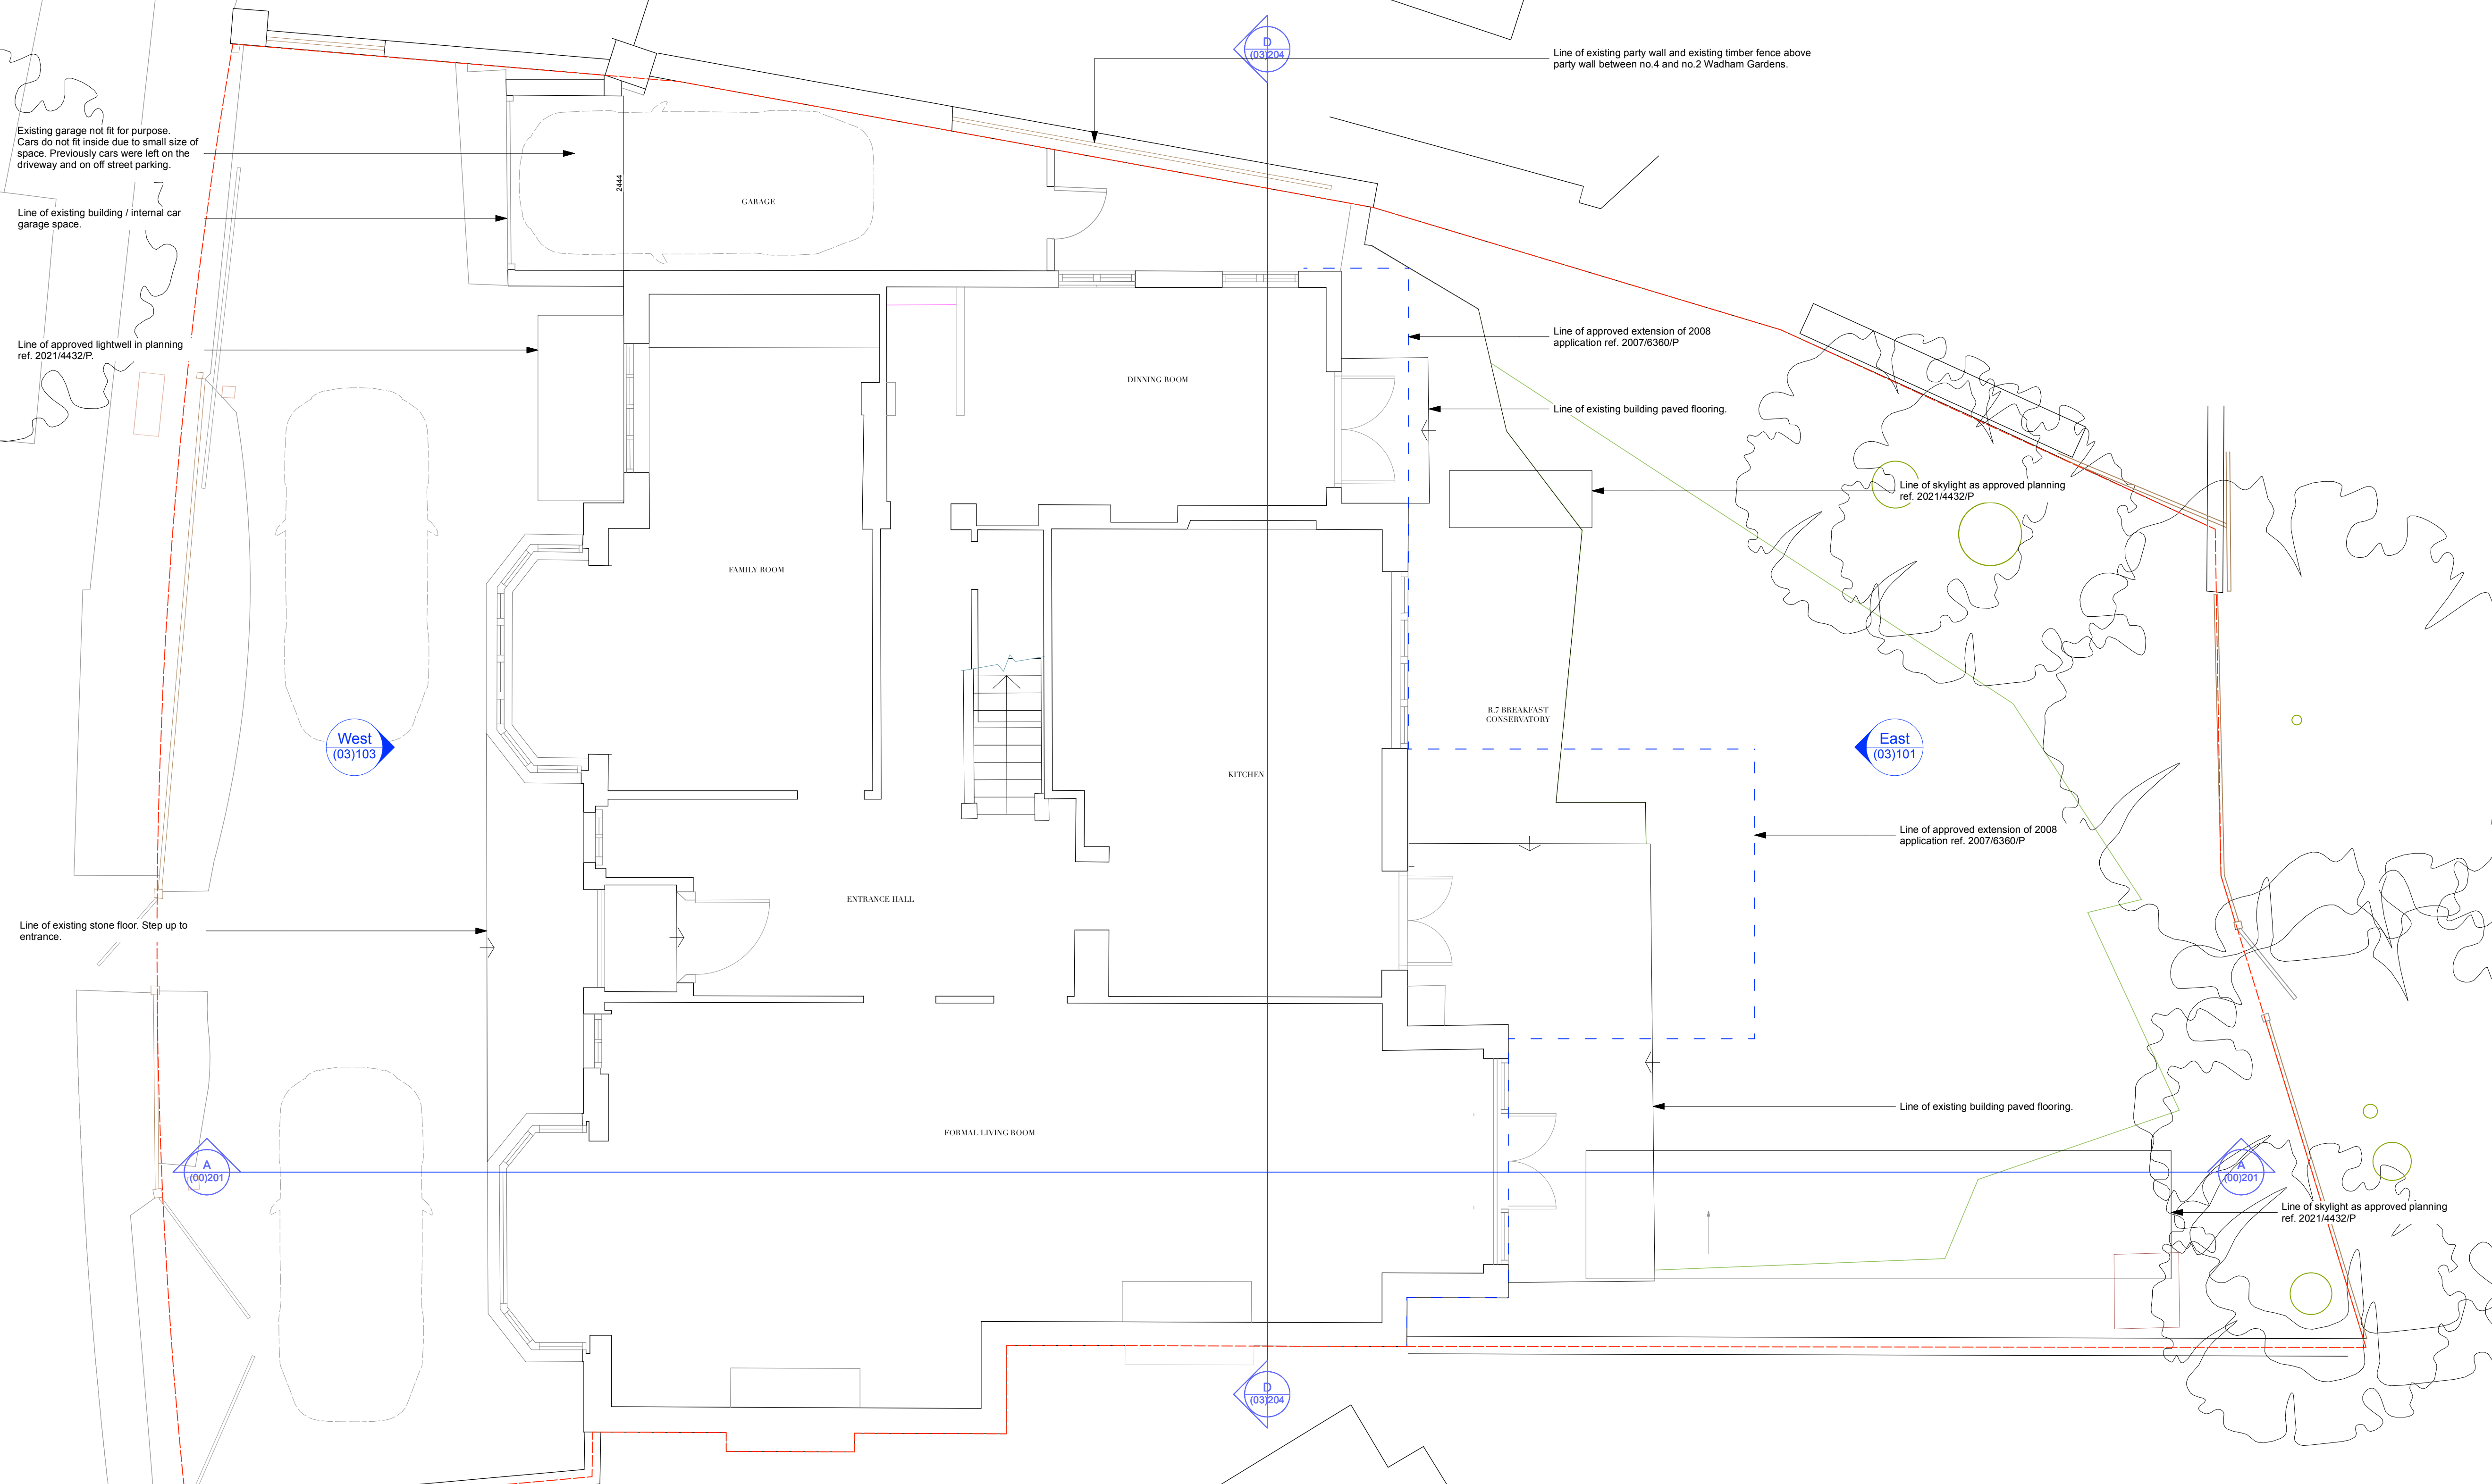 D
(03)204
Line of existing party wall and existing timber fence above
party wall between no.4 and no.2 Wadham Gardens.
Existing garage not fit for purpose.
Cars do not fit inside due to small size of
space. Previously cars were left on the
driveway and on off street parking.
2444
GARAGE
Line of existing building / internal car
garage space.
Line of approved lightwell in planning
ref. 2021/4432/P.
Line of approved extension of 2008
application ref. 2007/6360/P
DINNING ROOM
Line of existing building paved flooring.
Line of skylight as approved planning
ref. 2021/4432/P
FAMILY ROOM
R.7 BREAKFAST
CONSERVATORY
West
(03)103
East
(03)101
KITCHEN
Line of approved extension of 2008
application ref. 2007/6360/P
ENTRANCE HALL
Line of existing stone floor. Step up to
entrance.
Line of existing building paved flooring.
FORMAL LIVING ROOM
A
(00)201
A
(00)201
Line of skylight as approved planning
ref. 2021/4432/P
D
(03)204